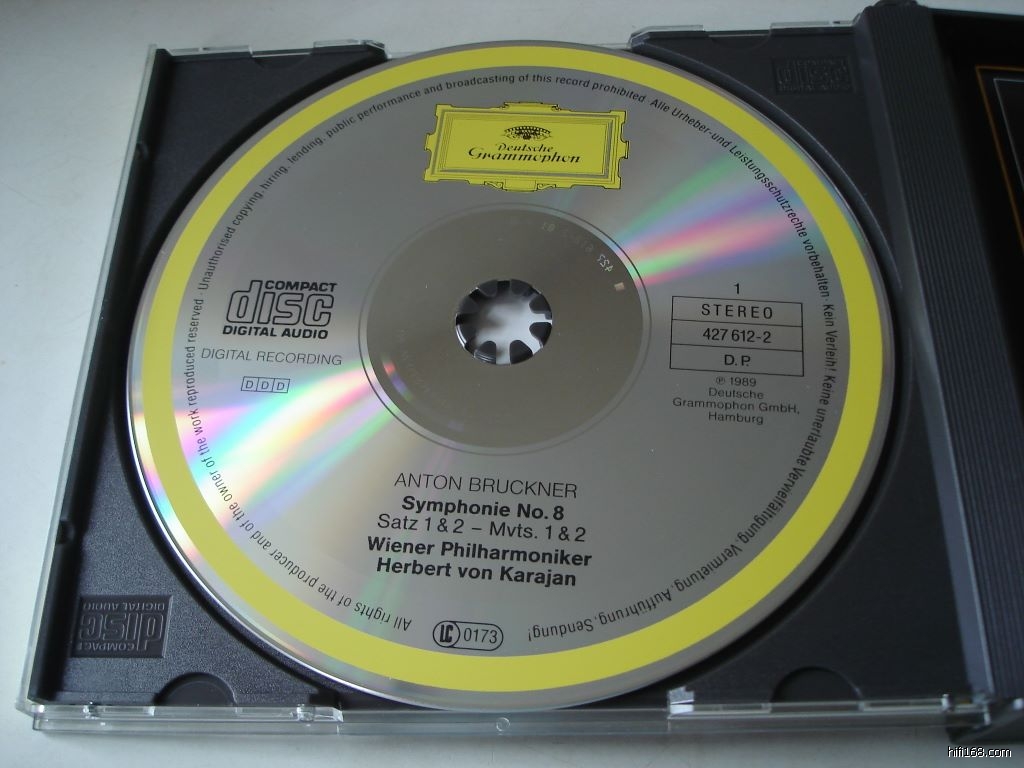 All rights of the producer and of the owner of the work reproduced reserved. Unauthorised copying, hiring, lending, public performance and broadcasting of this record prohibited. Alle Urheber- und Leistungsschutzrechte vorbehalten. Kein Verleih! Keine unerlaubte Vervielfältigung, Vermietung, Aufführung, Sendung!
Deutsche
Grammophon
COMPACT
disc
DIGITAL AUDIO
DIGITAL RECORDING
DDD
1
STEREO
427 612-2
D.P.
℗ 1989
Deutsche
Grammophon GmbH,
Hamburg
ANTON BRUCKNER
Symphonie No. 8
Satz 1 & 2 – Mvts. 1 & 2
Wiener Philharmoniker
Herbert von Karajan
LC 0173
COMPACT
disc
DIGITAL AUDIO
COMPACT
disc
DIGITAL AUDIO
hifi168.com